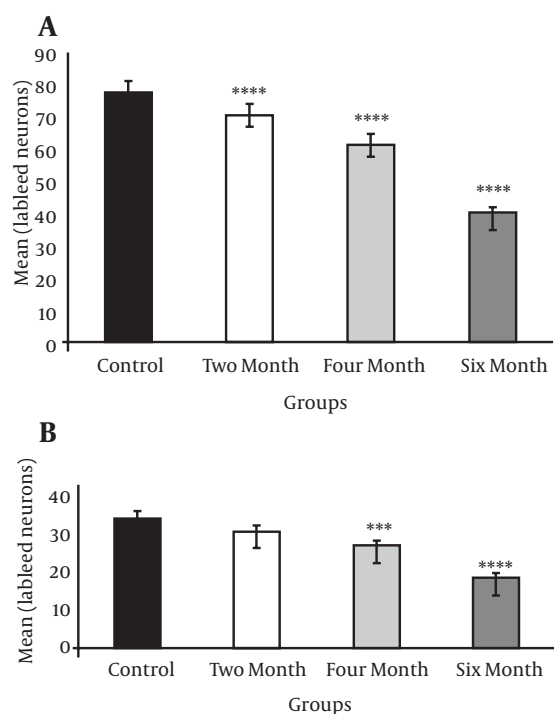 A
90
80
70
60
50
40
30
20
10
0
Mean (lableed neurons)
****
****
****
Control Two Month Four Month Six Month
Groups
B
40
30
20
10
0
Mean (lableed neurons)
***
****
Control Two Month Four Month Six Month
Groups